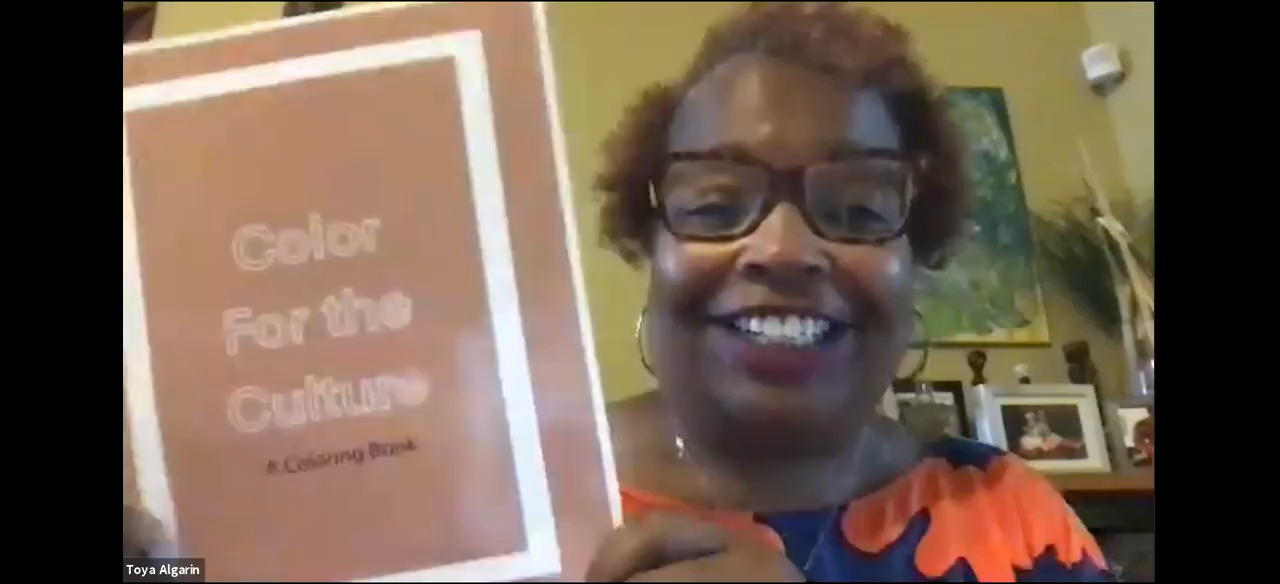 Color
For the
Culture
A Coloring Book
Toya Algarin